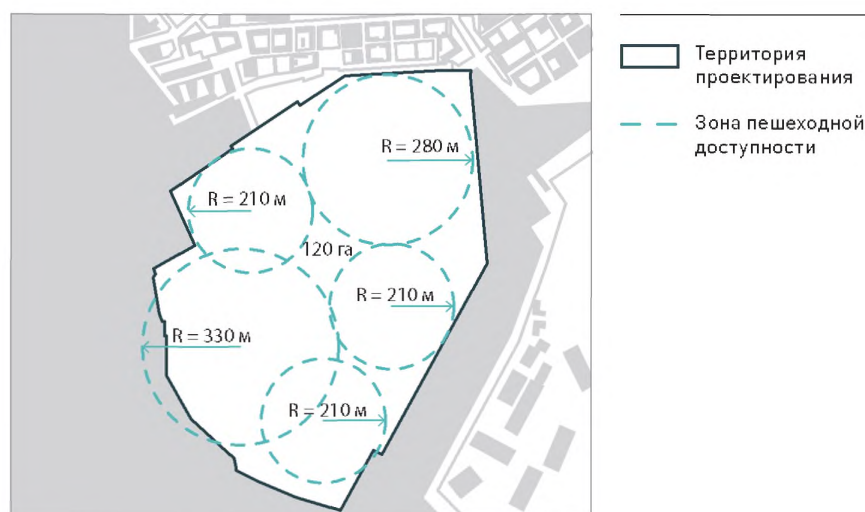 R = 280 м
R = 210 м
120 га
R = 210 м
R = 330 м
R = 210 м
Территория
проектирования
Зона пешеходной
доступности